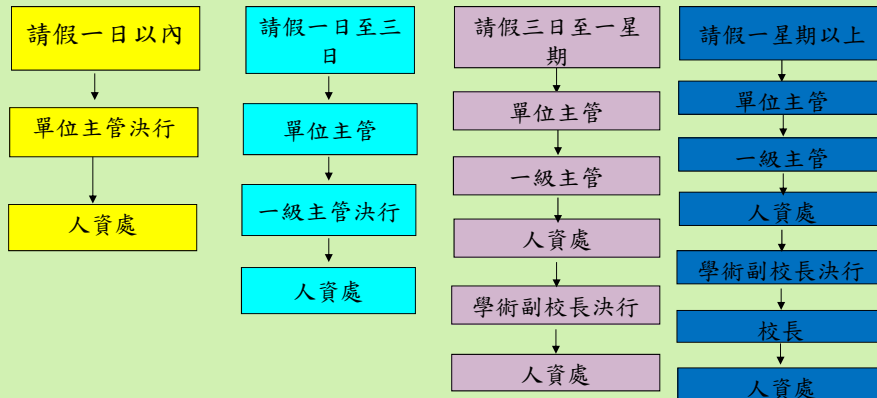 請假一日以內
單位主管決行
人資處
請假一日至三
日
單位主管
一級主管決行
人資處
請假三日至一星
期
單位主管
一級主管
人資處
學術副校長決行
人資處
請假一星期以上
單位主管
一級主管
人資處
學術副校長決行
校長
人資處